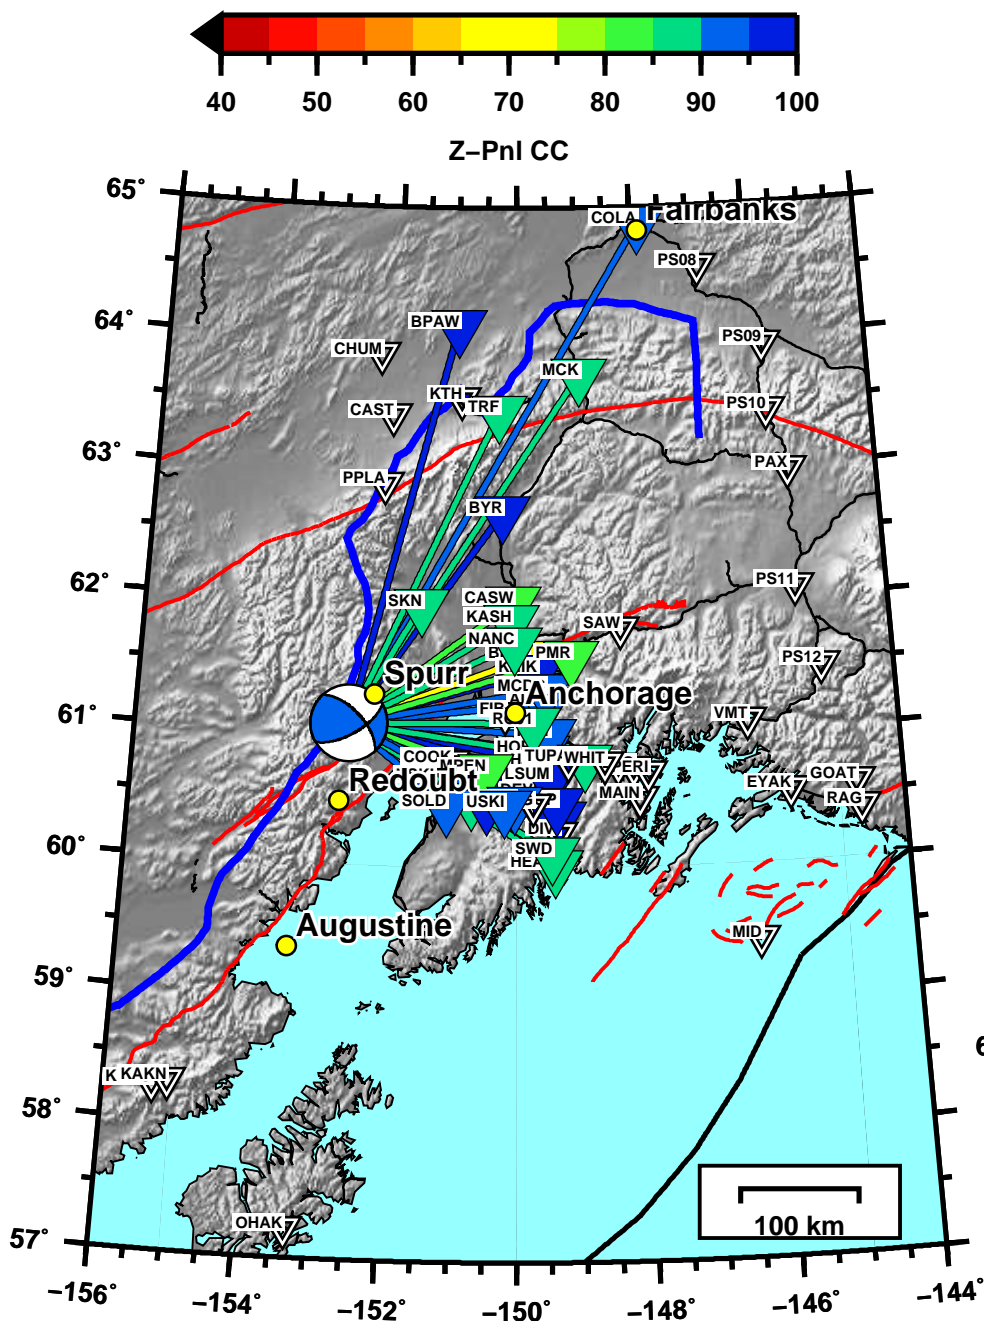 40 50 60 70 80 90 100
Z–Pnl CC
65°
64°
63°
62°
61°
60°
59°
58°
57°
–156° –154° –152° –150° –148° –146° –144°
COLA
Fairbanks
PS08
BPAW
CHUM
PS09
MCK
KTH
TRF
CAST
PS10
PAX
PPLA
BYR
SKN
CASW
KASH
PS11
NANC
SAW
PMR
PS12
Spurr
Anchorage
VMT
TUPA
WHIT
LSUM
MAIN
EYAK
GOAT
RAG
Redoubt
SOLD
USKI
SWD
Augustine
MID
KAKN
OHAK
100 km